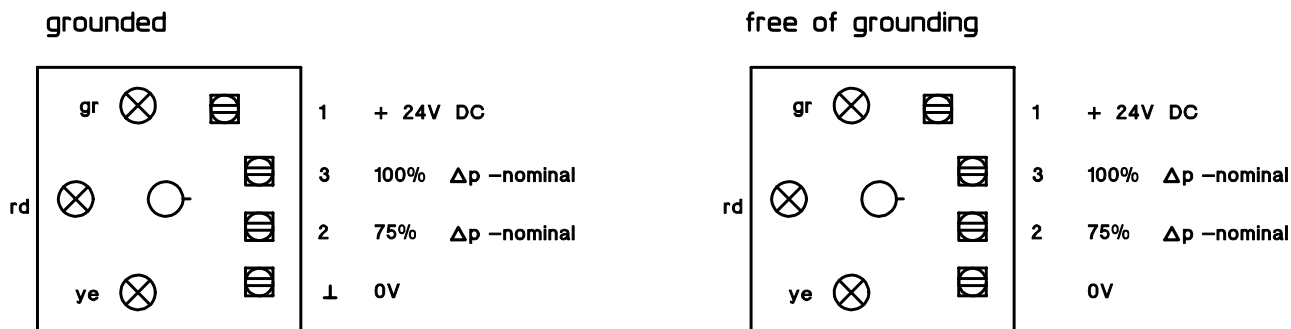 grounded
gr 1 + 24V DC
3 100% Δp –nominal
rd
2 75% Δp –nominal
ye ⊥ 0V
free of grounding
gr 1 + 24V DC
3 100% Δp –nominal
rd
2 75% Δp –nominal
ye 0V